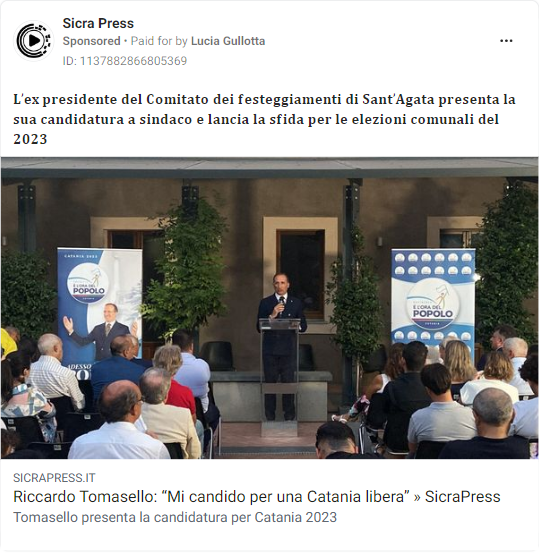 Sicra Press
Sponsored • Paid for by Lucia Gullotta
ID: 1137882866805369
L'ex presidente del Comitato dei festeggiamenti di Sant'Agata presenta la
sua candidatura a sindaco e lancia la sfida per le elezioni comunali del
2023
CATANIA 2023
È L'ORA DEL
POPOLO
CATANIA
ADESSO
È L'ORA DEL
POPOLO
CATANIA
SICRAPRESS.IT
Riccardo Tomasello: “Mi candido per una Catania libera” » SicraPress
Tomasello presenta la candidatura per Catania 2023